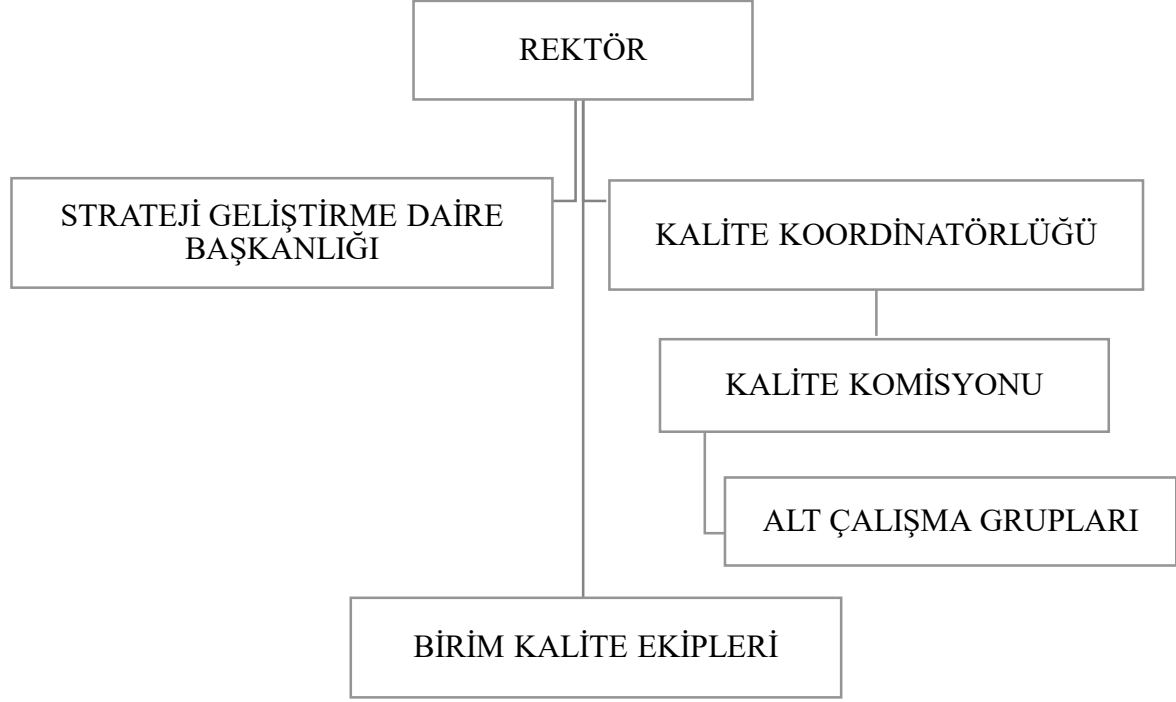 REKTÖR
STRATEJİ GELİŞTİRME DAİRE
BAŞKANLIĞI
KALİTE KOORDİNATÖRLÜĞÜ
KALİTE KOMİSYONU
ALT ÇALIŞMA GRUPLARI
BİRİM KALİTE EKİPLERİ